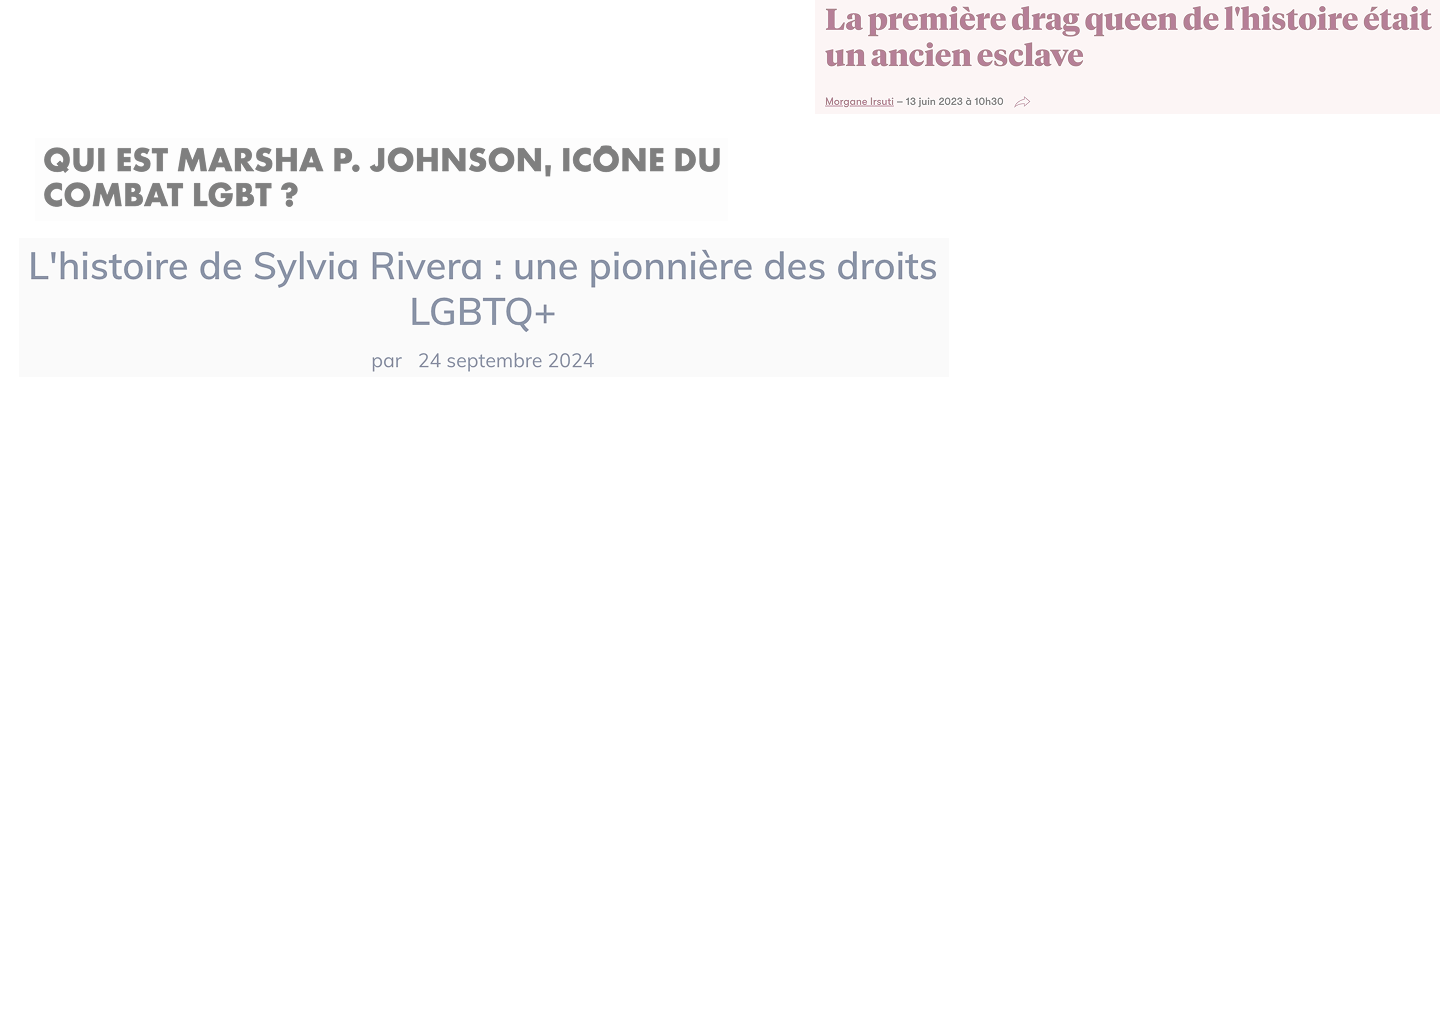 La première drag queen de l'histoire était
un ancien esclave
Morgane Irsuti – 13 juin 2023 à 10h30
QUI EST MARSHA P. JOHNSON, ICÔNE DU
COMBAT LGBT ?
L'histoire de Sylvia Rivera : une pionnière des droits
LGBTQ+
par 24 septembre 2024